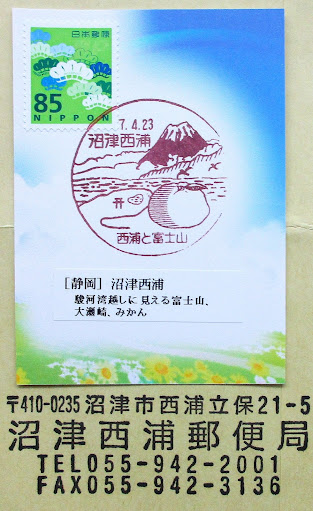 日本郵便
85
NIPPON
7.4.23
沼津西浦
西浦と富士山
［静岡］ 沼津西浦
駿河湾越しに見える富士山、
大瀬崎、みかん
〒410-0235 沼津市西浦立保21-5
沼津西浦郵便局
TEL055-942-2001
FAX055-942-3136